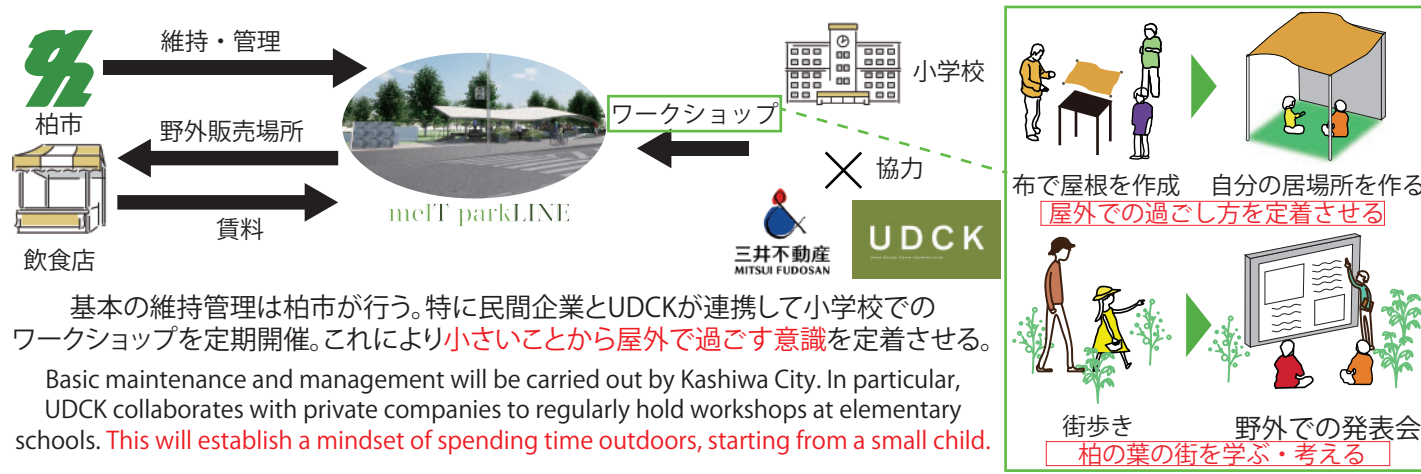 維持・管理
柏市
野外販売場所
賃料
飲食店
melT parkLINE
ワークショップ
小学校
協力
三井不動産
MITSUI FUDOSAN
UDCK
布で屋根を作成
自分の居場所を作る
屋外での過ごし方を定着させる
街歩き
野外での発表会
柏の葉の街を学ぶ・考える
基本の維持管理は柏市が行う。特に民間企業とUDCKが連携して小学校での
ワークショップを定期開催。これにより小さいことから屋外で過ごす意識を定着させる。
Basic maintenance and management will be carried out by Kashiwa City. In particular,
UDCK collaborates with private companies to regularly hold workshops at elementary
schools. This will establish a mindset of spending time outdoors, starting from a small child.